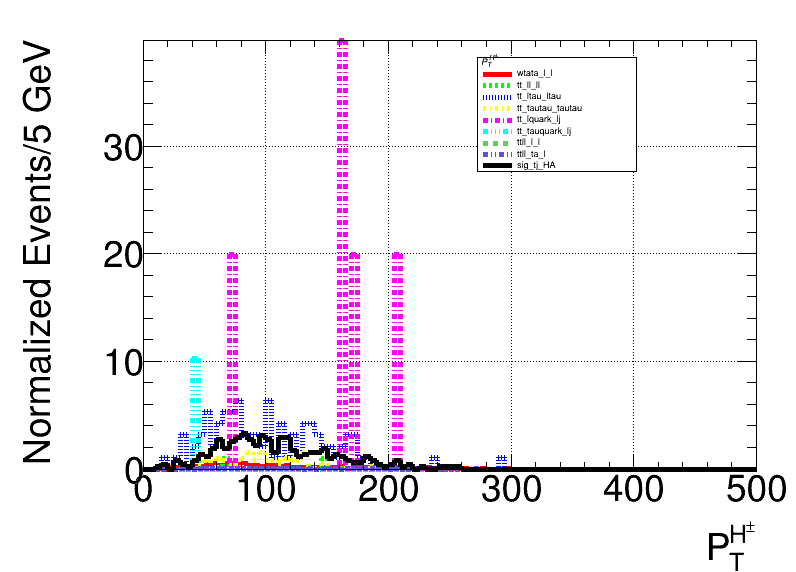 Normalized Events/5 GeV
30
20
10
0
0 100 200 300 400 500
P_T^{H^±}
P_T^{H^±}
wtata_l_l
tt_ll_ll
tt_ltau_ltau
tt_tautau_tautau
tt_lquark_lj
tt_tauquark_lj
ttll_l_l
ttll_ta_l
sig_tj_HA